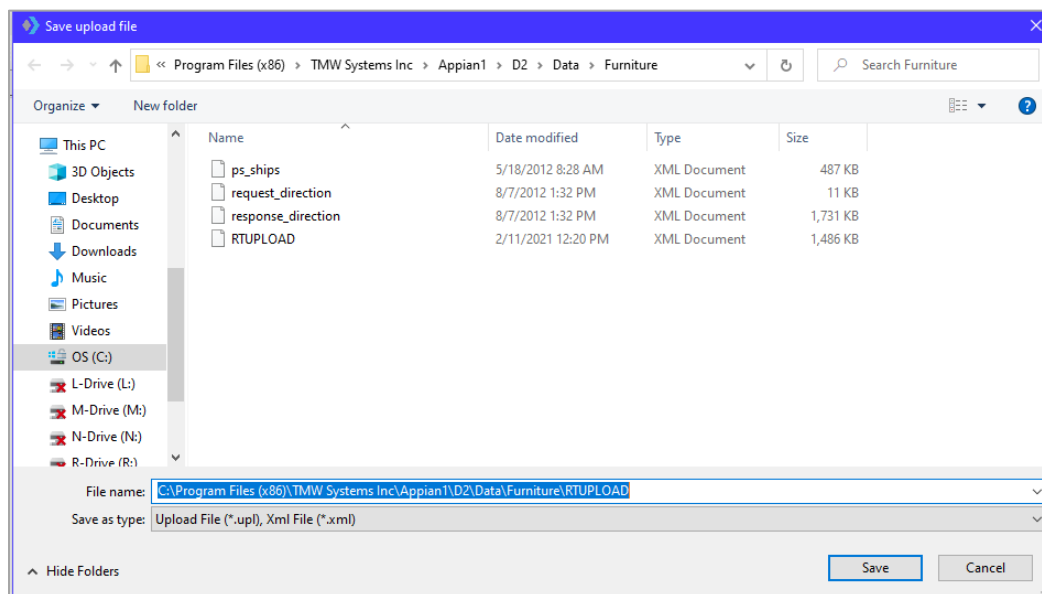 Save upload file
« Program Files (x86) > TMW Systems Inc > Appian1 > D2 > Data > Furniture
Search Furniture
Organize
New folder
This PC
3D Objects
Desktop
Documents
Downloads
Music
Pictures
Videos
OS (C:)
L-Drive (L:)
M-Drive (M:)
N-Drive (N:)
R-Drive (R:)
Name Date modified Type Size
ps_ships 5/18/2012 8:28 AM XML Document 487 KB
request_direction 8/7/2012 1:32 PM XML Document 11 KB
response_direction 8/7/2012 1:32 PM XML Document 1,731 KB
RTUPLOAD 2/11/2021 12:20 PM XML Document 1,486 KB
File name: C:\Program Files (x86)\TMW Systems Inc\Appian1\D2\Data\Furniture\RTUPLOAD
Save as type: Upload File (*.upl), Xml File (*.xml)
Hide Folders
Save
Cancel